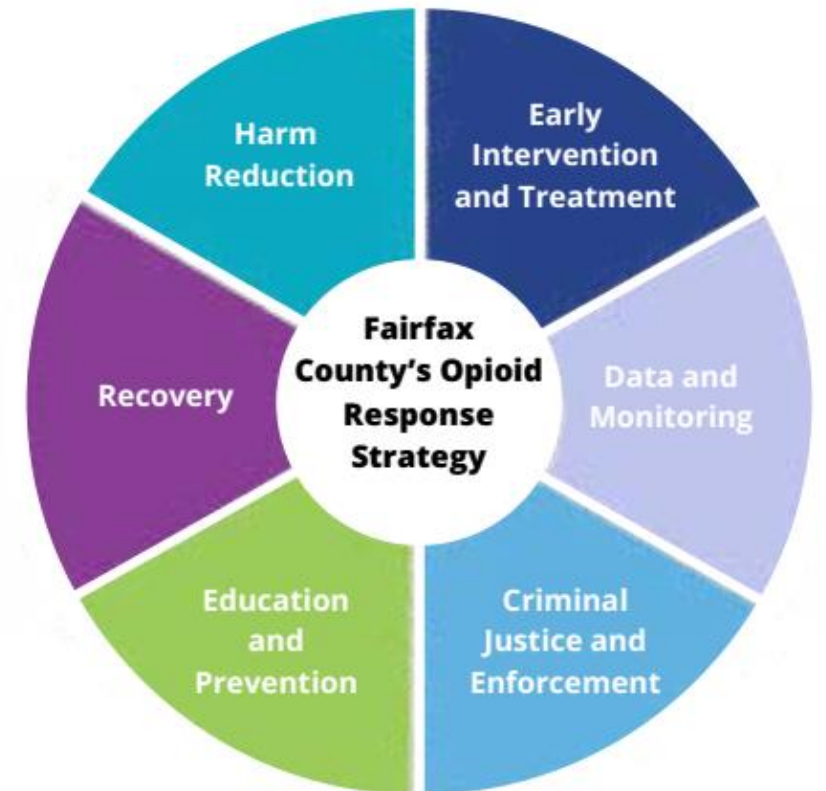 Fairfax
County’s Opioid
Response
Strategy
Early
Intervention
and Treatment
Data and
Monitoring
Criminal
Justice and
Enforcement
Education
and
Prevention
Recovery
Harm
Reduction